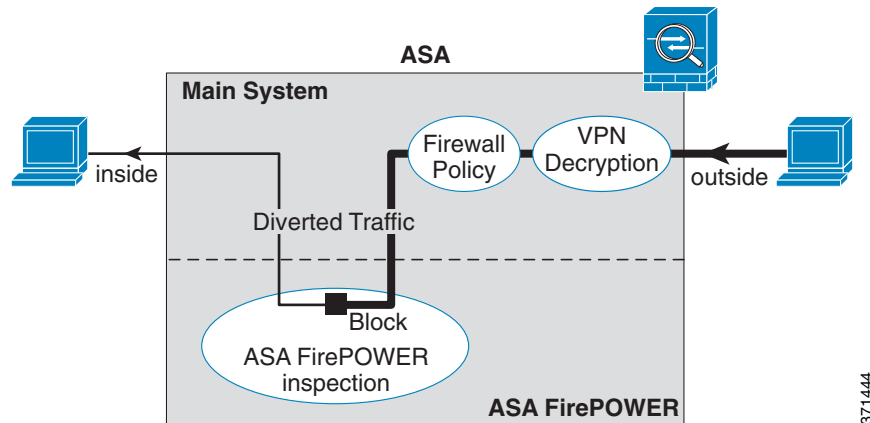 ASA
Main System
Firewall
Policy
VPN
Decryption
inside
outside
Diverted Traffic
Block
ASA FirePOWER
inspection
ASA FirePOWER
371444